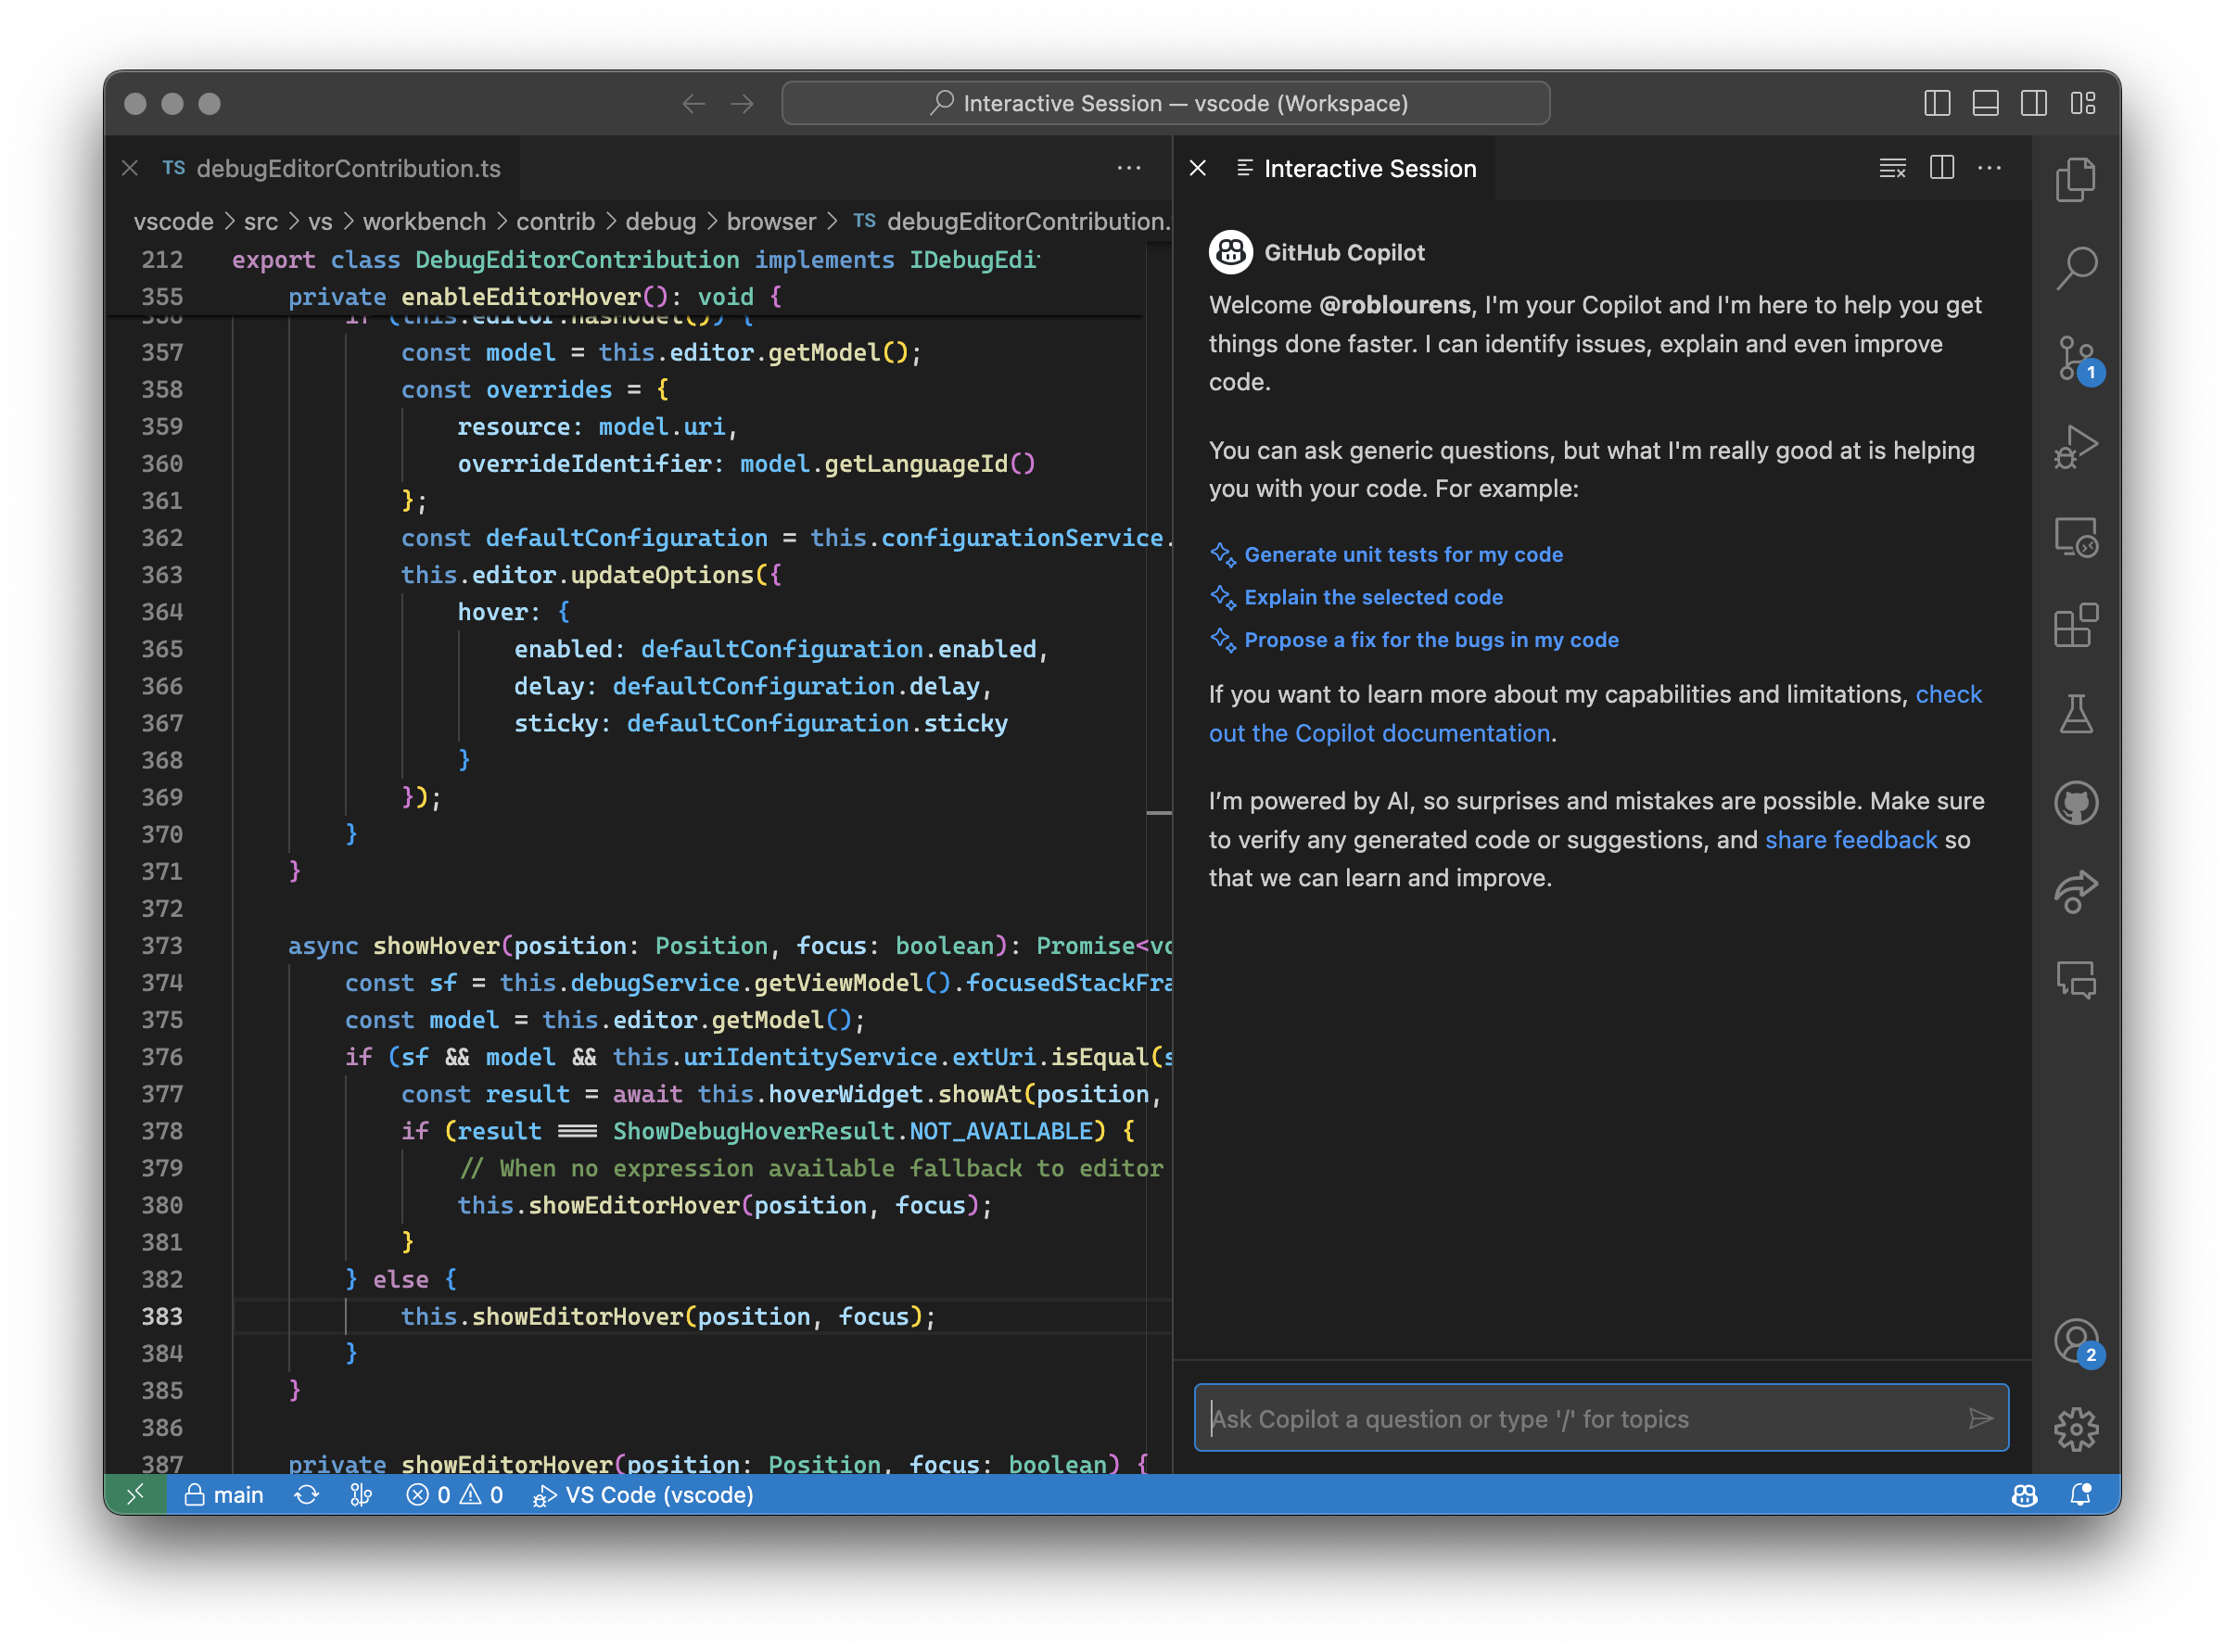 Interactive Session — vscode (Workspace)
TS debugEditorContribution.ts
vscode > src > vs > workbench > contrib > debug > browser > TS debugEditorContribution.
212 export class DebugEditorContribution implements IDebugEdi
355 private enableEditorHover(): void {
356 if (this.editor.hasModel()) {
357 const model = this.editor.getModel();
358 const overrides = {
359 resource: model.uri,
360 overrideIdentifier: model.getLanguageId()
361 };
362 const defaultConfiguration = this.configurationService.
363 this.editor.updateOptions({
364 hover: {
365 enabled: defaultConfiguration.enabled,
366 delay: defaultConfiguration.delay,
367 sticky: defaultConfiguration.sticky
368 }
369 });
370 }
371 }
372
373 async showHover(position: Position, focus: boolean): Promise<vo
374 const sf = this.debugService.getViewModel().focusedStackFra
375 const model = this.editor.getModel();
376 if (sf && model && this.uriIdentityService.extUri.isEqual(s
377 const result = await this.hoverWidget.showAt(position,
378 if (result === ShowDebugHoverResult.NOT_AVAILABLE) {
379 // When no expression available fallback to editor
380 this.showEditorHover(position, focus);
381 }
382 } else {
383 this.showEditorHover(position, focus);
384 }
385 }
386
387 private showEditorHover(position: Position, focus: boolean) {
Interactive Session
GitHub Copilot
Welcome @roblourens, I'm your Copilot and I'm here to help you get
things done faster. I can identify issues, explain and even improve
code.
You can ask generic questions, but what I'm really good at is helping
you with your code. For example:
Generate unit tests for my code
Explain the selected code
Propose a fix for the bugs in my code
If you want to learn more about my capabilities and limitations, check
out the Copilot documentation.
I’m powered by AI, so surprises and mistakes are possible. Make sure
to verify any generated code or suggestions, and share feedback so
that we can learn and improve.
Ask Copilot a question or type '/' for topics
1
2
main 0 0 VS Code (vscode)